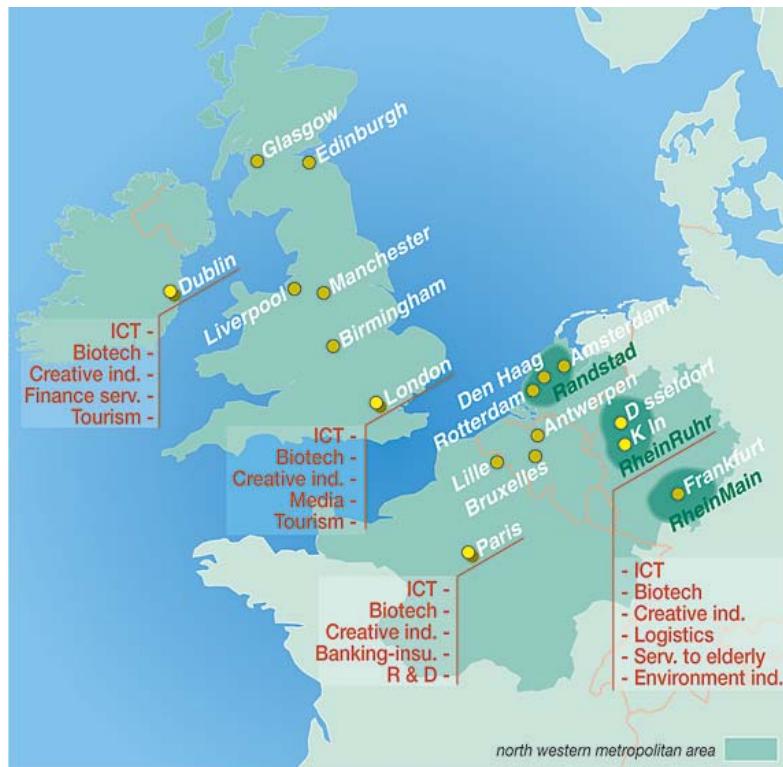 Glasgow
Edinburgh
Dublin
Liverpool
Manchester
Birmingham
ICT -
Biotech -
Creative ind. -
Finance serv. -
Tourism -
London
ICT -
Biotech -
Creative ind. -
Media -
Tourism -
Amsterdam
Den Haag
Rotterdam
Randstad
Antwerpen
Lille
Bruxelles
D sseldorf
K ln
RheinRuhr
Frankfurt
RheinMain
Paris
ICT -
Biotech -
Creative ind. -
Banking-insu. -
R & D -
- ICT
- Biotech
- Creative ind.
- Logistics
- Serv. to elderly
- Environment ind.
north western metropolitan area